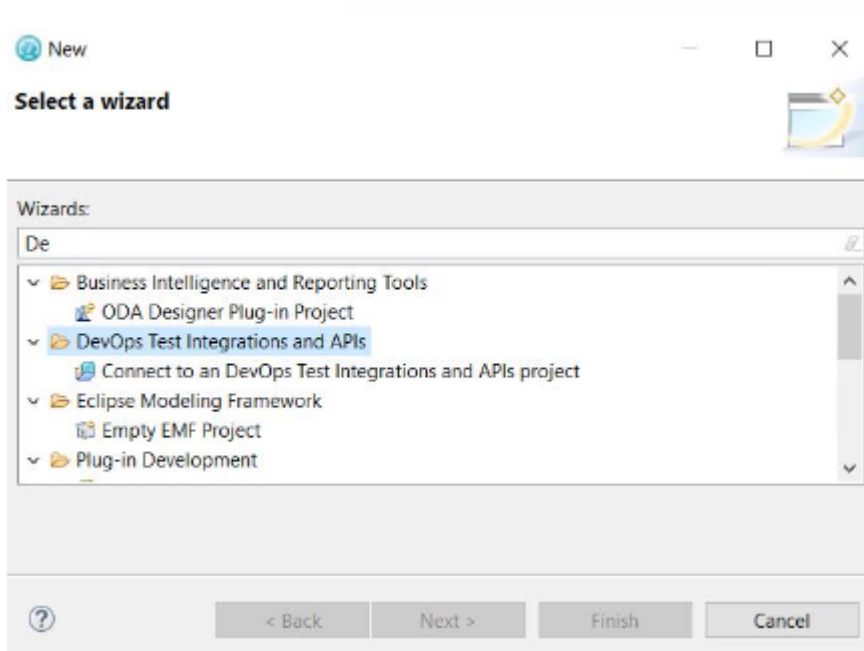 New
Select a wizard
Wizards:
De
Business Intelligence and Reporting Tools
ODA Designer Plug-in Project
DevOps Test Integrations and APIs
Connect to an DevOps Test Integrations and APIs project
Eclipse Modeling Framework
Empty EMF Project
Plug-in Development
? < Back Next > Finish Cancel